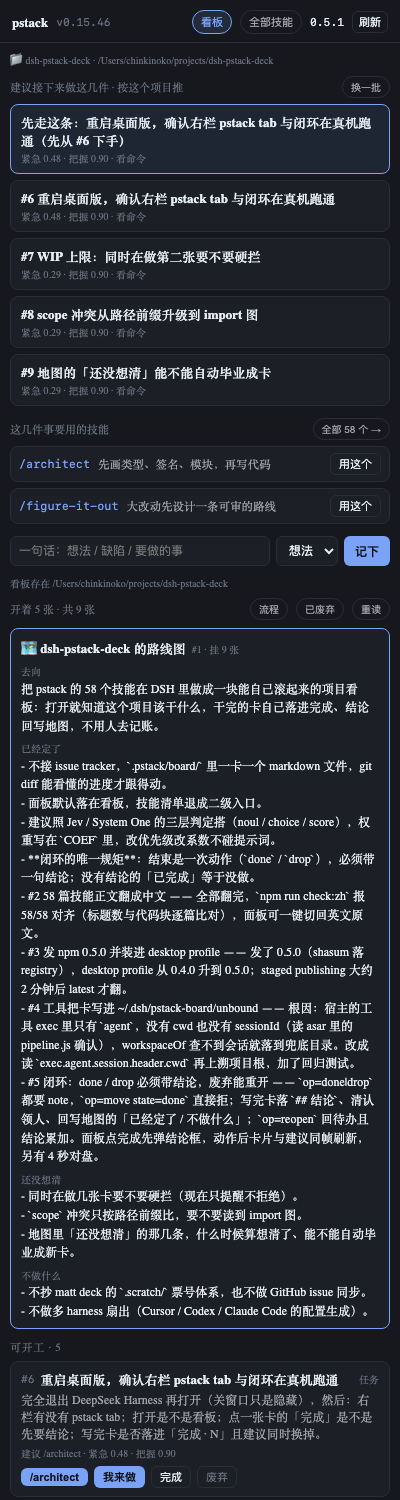 pstack v0.15.46 看板 全部技能 0.5.1 刷新
📁 dsh-pstack-deck · /Users/chinkinoko/projects/dsh-pstack-deck
建议接下来做这几件 · 按这个项目推 换一批
先走这条：重启桌面版，确认右栏 pstack tab 与闭环在真机跑
通（先从 #6 下手）
紧急 0.48 · 把握 0.90 · 看命令
#6 重启桌面版，确认右栏 pstack tab 与闭环在真机跑通
紧急 0.48 · 把握 0.90 · 看命令
#7 WIP 上限：同时在做第二张要不要硬拦
紧急 0.29 · 把握 0.90 · 看命令
#8 scope 冲突从路径前缀升级到 import 图
紧急 0.29 · 把握 0.90 · 看命令
#9 地图的「还没想清」能不能自动毕业成卡
紧急 0.29 · 把握 0.90 · 看命令
这几件事要用的技能 全部 58 个 →
/architect 先画类型、签名、模块，再写代码 用这个
/figure-it-out 大改动先设计一条可审的路线 用这个
一句话：想法 / 缺陷 / 要做的事 想法 记下
看板存在 /Users/chinkinoko/projects/dsh-pstack-deck
开着 5 张 · 共 9 张 流程 已废弃 重读
🗺️ dsh-pstack-deck 的路线图 #1 · 挂 9 张
去向
把 pstack 的 58 个技能在 DSH 里做成一块能自己滚起来的项目看
板：打开就知道这个项目该干什么，干完的卡自己落进完成、结论
回写地图，不用人去记账。
已经定了
- 不接 issue tracker，`.pstack/board/` 里一卡一个 markdown 文件，git
diff 能看懂的进度才跟得动。
- 面板默认落在看板，技能清单退成二级入口。
- 建议照 Jev / System One 的三层判定搭（noul / choice / score），权
重写在 `COEF` 里，改优先级改系数不碰提示词。
- **闭环的唯一规矩**：结束是一次动作（`done` / `drop`），必须带
一句结论；没有结论的「已完成」等于没做。
- #2 58 篇技能正文翻成中文 —— 全部翻完，`npm run check:zh` 报
58/58 对齐（标题数与代码块逐篇比对），面板可一键切回英文原
文。
- #3 发 npm 0.5.0 并装进 desktop profile —— 发了 0.5.0（shasum 落
registry），desktop profile 从 0.4.0 升到 0.5.0；staged publishing 大约
2 分钟后 latest 才翻。
- #4 工具把卡写进 ~/.dsh/pstack-board/unbound —— 根因：宿主的工
具 exec 里只有 `agent`，没有 cwd 也没有 sessionId（读 asar 里的
pipeline.js 确认），workspaceOf 查不到会话就落到兜底目录。改成
读 `exec.agent.session.header.cwd` 再上溯项目根，加了回归测试。
- #5 闭环：done / drop 必须带结论，废弃能重开 —— `op=done|drop`
都要 note，`op=move state=done` 直接拒；写完卡落 `## 结论`、清认
领人、回写地图的「已经定了 / 不做什么」；`op=reopen` 回待办且
结论累加。面板点完成先弹结论框，动作后卡片与建议同帧刷新，
另有 4 秒对盘。
还没想清
- 同时在做几张卡要不要硬拦（现在只提醒不拒绝）。
- `scope` 冲突只按路径前缀比，要不要读到 import 图。
- 地图里「还没想清」的那几条，什么时候算想清了、能不能自动毕
业成新卡。
不做什么
- 不抄 matt deck 的 `.scratch/` 票号体系，也不做 GitHub issue 同步。
- 不做多 harness 扇出（Cursor / Codex / Claude Code 的配置生成）。
可开工 · 5
#6 重启桌面版，确认右栏 pstack tab 与闭环在真机跑通 任务
完全退出 DeepSeek Harness 再打开（关窗口只是隐藏），然后：右
栏有没有 pstack tab；打开是不是看板；点一张卡的「完成」是不是
先要结论；写完卡是否落进「完成 · N」且建议同时换掉。
建议 /architect · 紧急 0.48 · 把握 0.90
/architect 我来做 完成 废弃